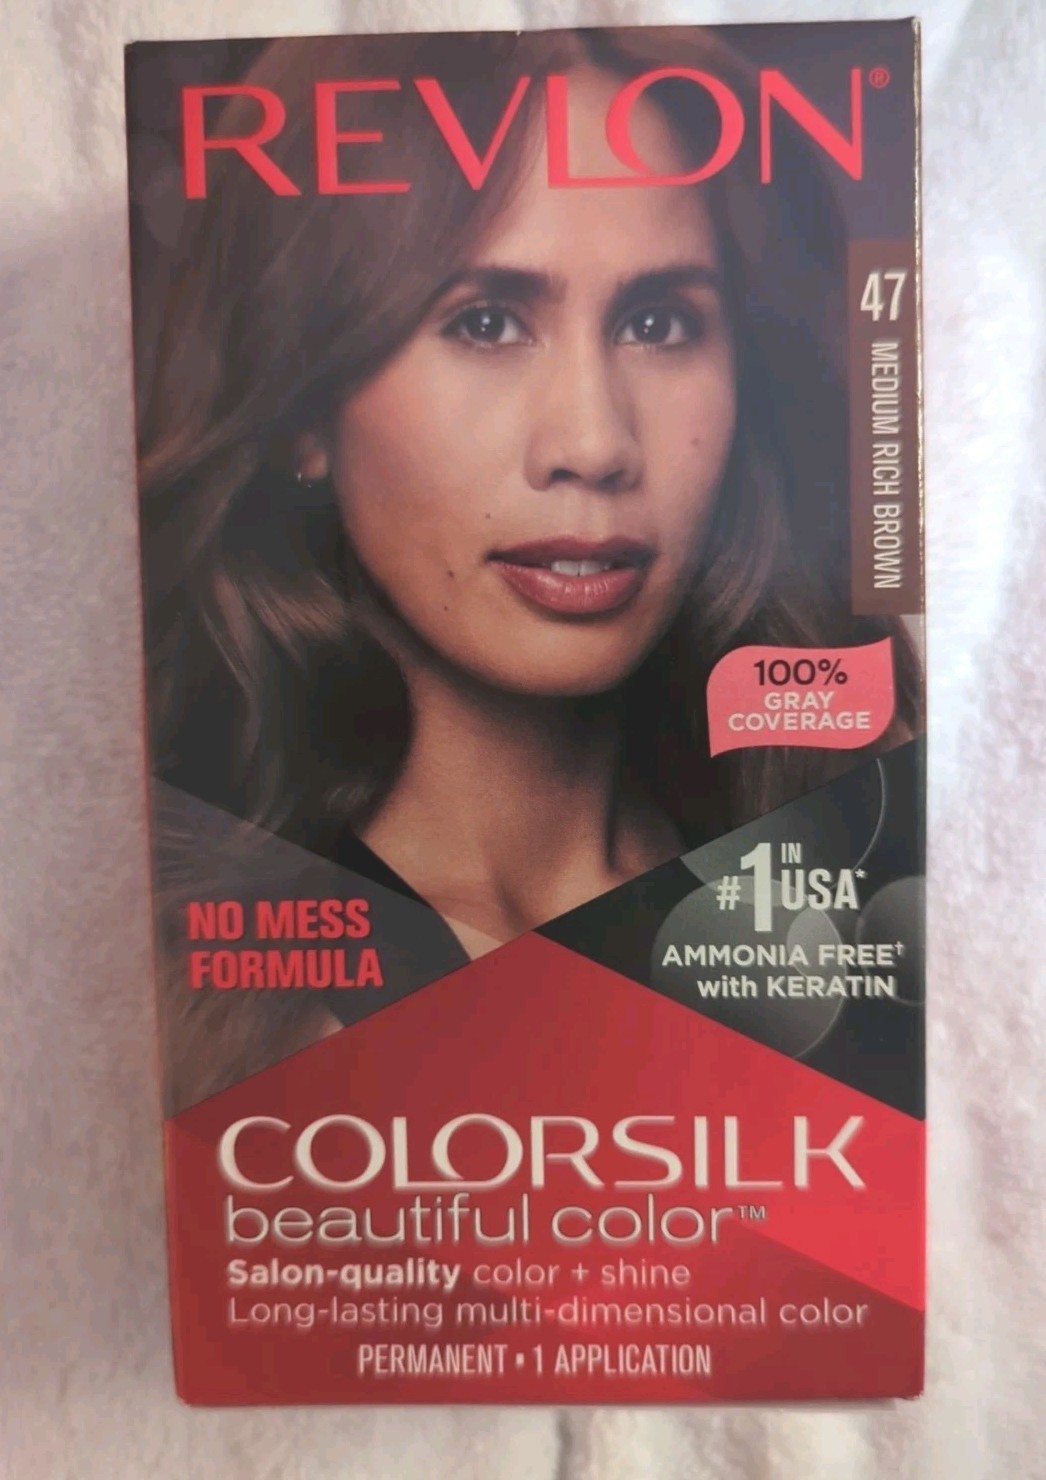 REVLON®
47
MEDIUM RICH BROWN
100%
GRAY
COVERAGE
NO MESS
FORMULA
#1 IN
USA*
AMMONIA FREE†
with KERATIN
COLORSILK
beautiful color™
Salon-quality color + shine
Long-lasting multi-dimensional color
PERMANENT ▪ 1 APPLICATION